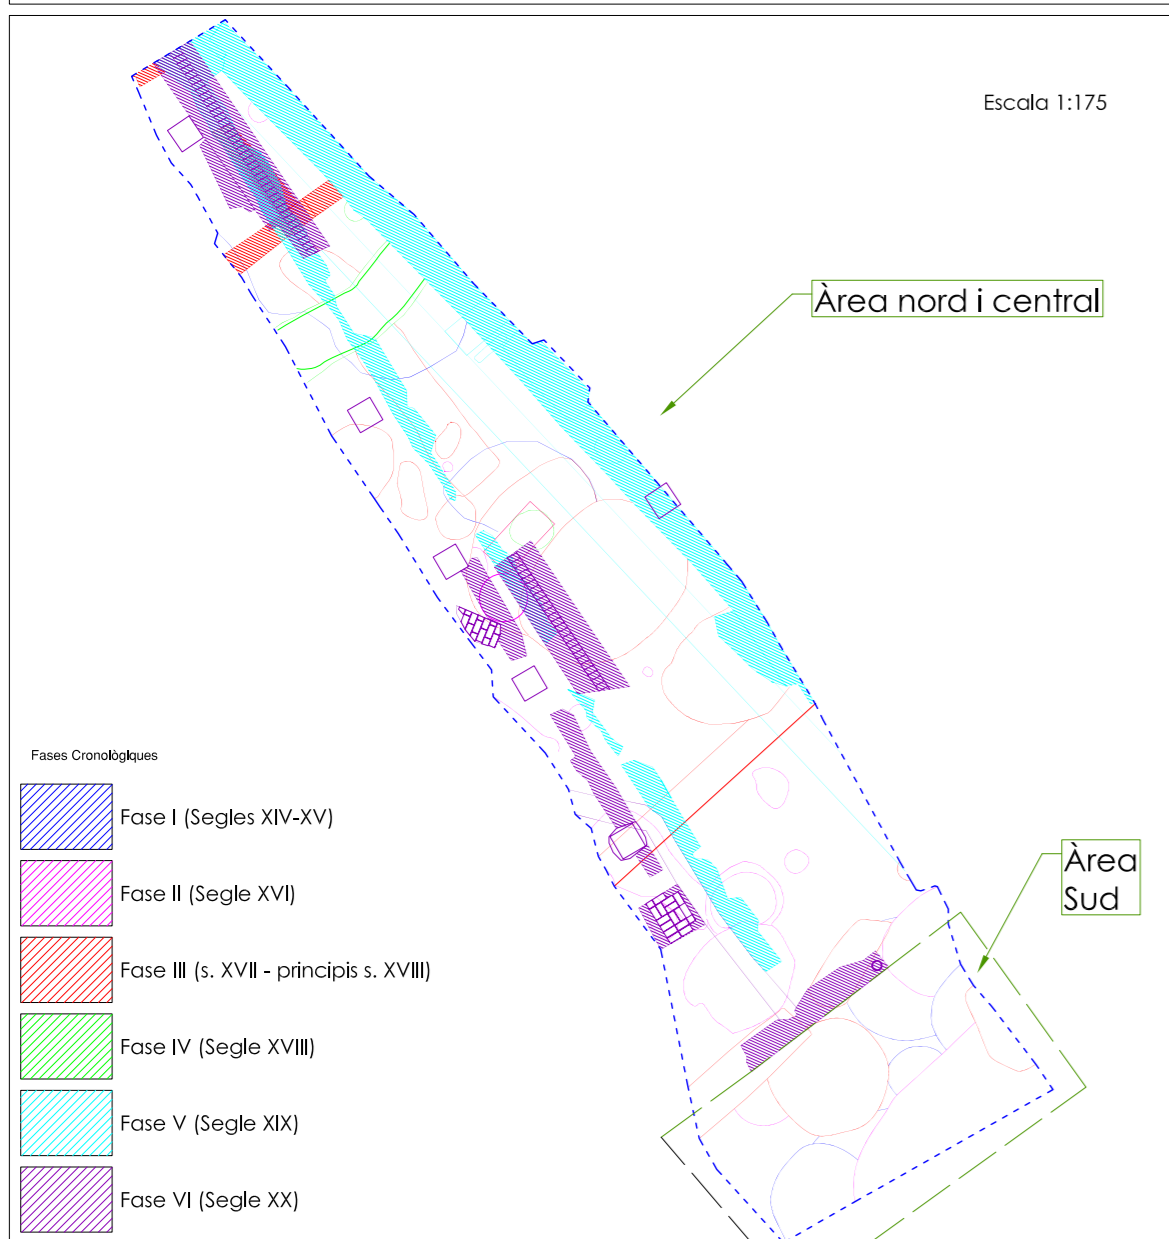 Escala 1:175
Àrea nord i central
Àrea
Sud
Fases Cronològiques
Fase I (Segles XIV-XV)
Fase II (Segle XVI)
Fase III (s. XVII - principis s. XVIII)
Fase IV (Segle XVIII)
Fase V (Segle XIX)
Fase VI (Segle XX)